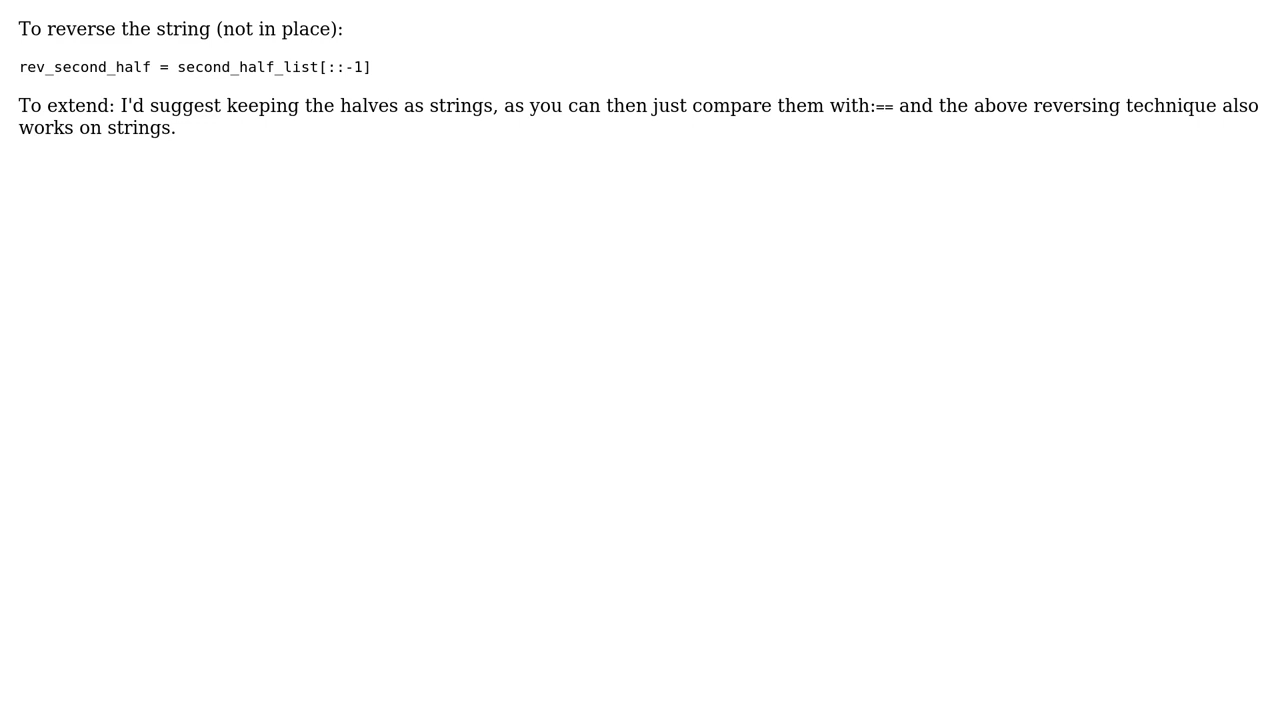 To reverse the string (not in place):
rev_second_half = second_half_list[::-1]
To extend: I'd suggest keeping the halves as strings, as you can then just compare them with:== and the above reversing technique also
works on strings.